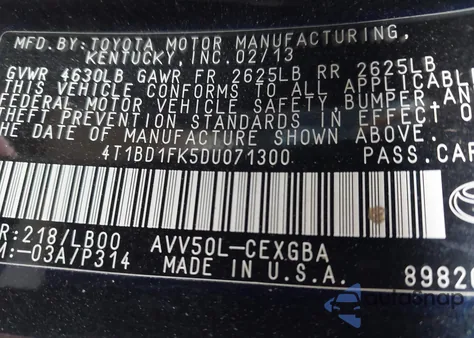 MFD.BY: TOYOTA MOTOR MANUFACTURING,
KENTUCKY, INC. 02/13
GVWR 4630LB GAWR FR 2625LB RR 2625LB
THIS VEHICLE CONFORMS TO ALL APPLICABLE
FEDERAL MOTOR VEHICLE SAFETY, BUMPER, AN
THEFT PREVENTION STANDARDS IN EFFECT O
THE DATE OF MANUFACTURE SHOWN ABOVE.
4T1BD1FK5DU071300 PASS. CAR
R:218/LB00 AVV50L-CEXGBA
M:-03A/P314 MADE IN U.S.A. 8982
AutoSnap